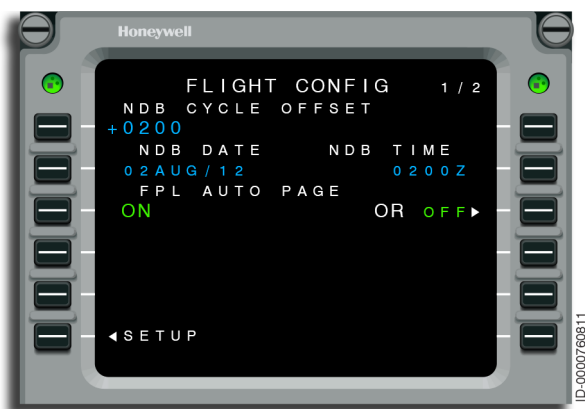 Honeywell
FLIGHT CONFIG 1 / 2
NDB CYCLE OFFSET
+0200
NDB DATE NDB TIME
02AUG/12 0200Z
FPL AUTO PAGE
ON OR OFF▶
◀SETUP
ID-0000760811